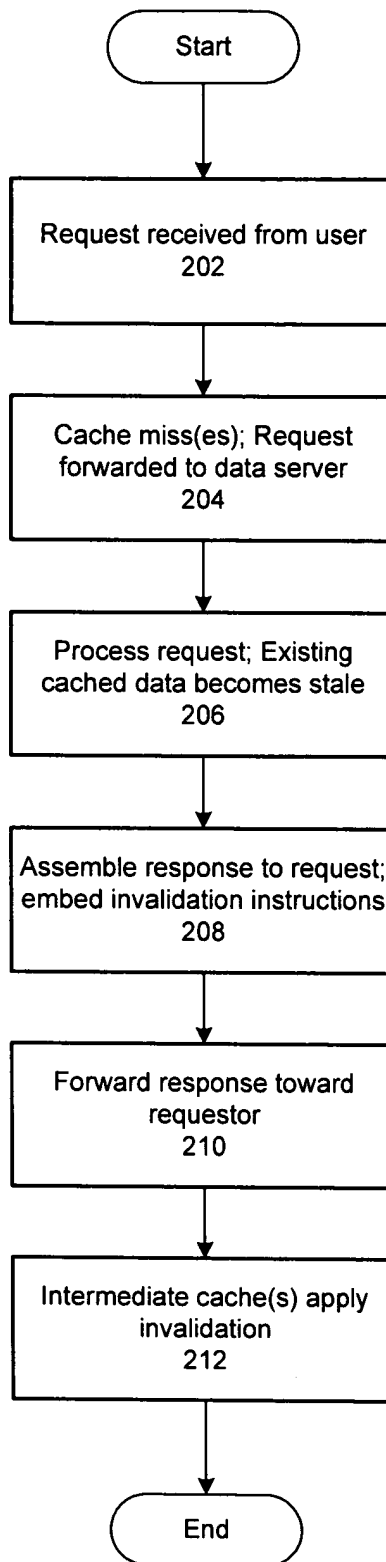 Start
Request received from user
202
Cache miss(es); Request
forwarded to data server
204
Process request; Existing
cached data becomes stale
206
Assemble response to request;
embed invalidation instructions
208
Forward response toward
requestor
210
Intermediate cache(s) apply
invalidation
212
End